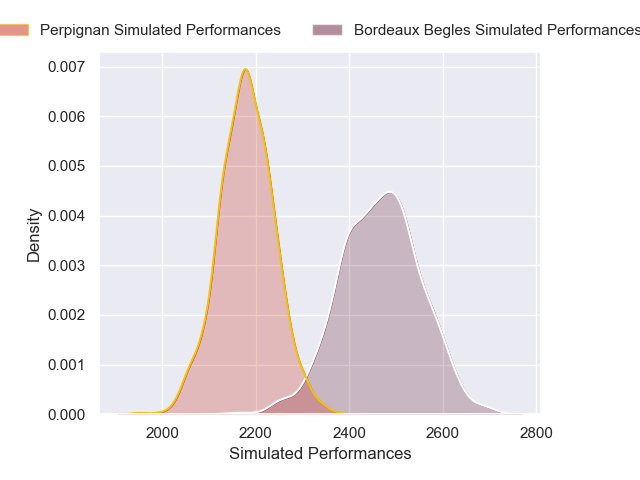 Perpignan Simulated Performances Bordeaux Begles Simulated Performances
0.007
0.006
0.005
0.004
0.003
0.002
0.001
0.000
Density
2000 2200 2400 2600 2800
Simulated Performances